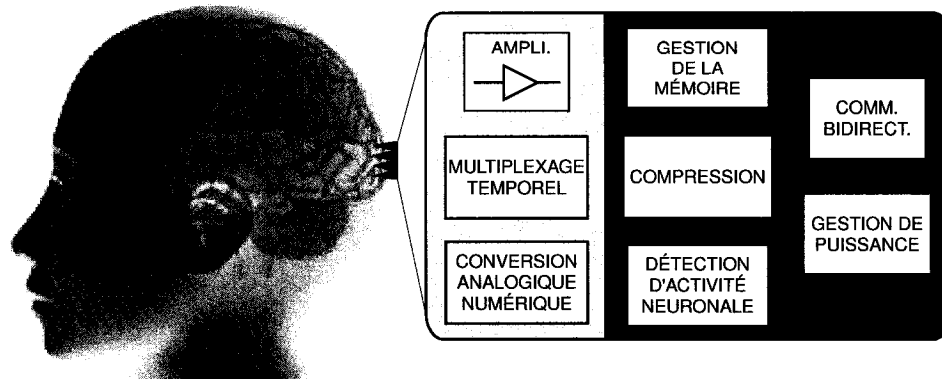 AMPLI.
MULTIPLEXAGE
TEMPOREL
CONVERSION
ANALOGIQUE
NUMÉRIQUE
GESTION
DE LA
MÉMOIRE
COMPRESSION
DÉTECTION
D'ACTIVITÉ
NEURONALE
COMM.
BIDIRECT.
GESTION DE
PUISSANCE